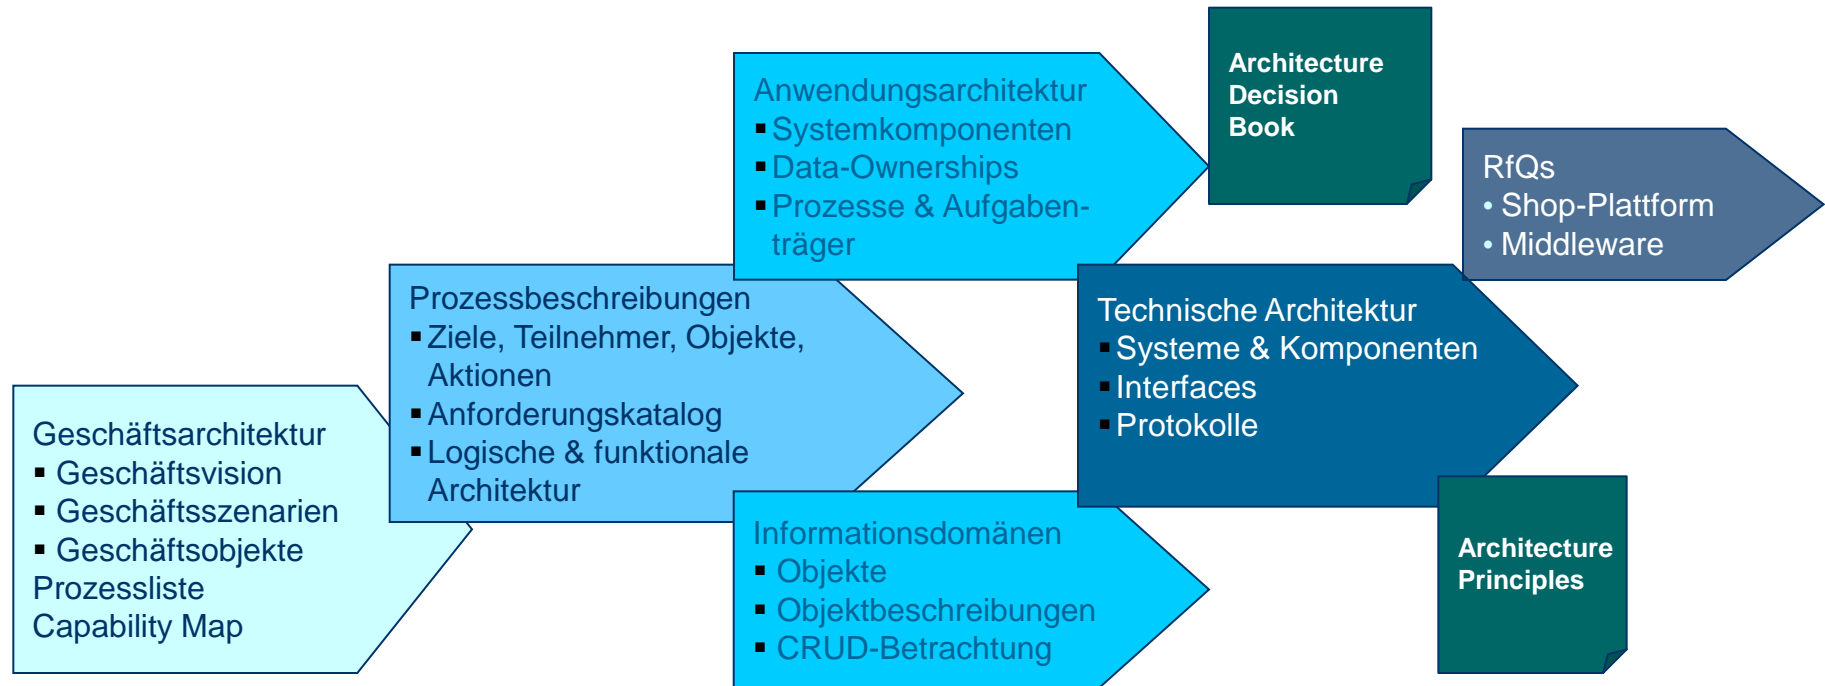 Geschäftsarchitektur
▪ Geschäftsvision
▪ Geschäftsszenarien
▪ Geschäftsobjekte
Prozessliste
Capability Map
Prozessbeschreibungen
▪ Ziele, Teilnehmer, Objekte,
Aktionen
▪ Anforderungskatalog
▪ Logische & funktionale
Architektur
Anwendungsarchitektur
▪ Systemkomponenten
▪ Data-Ownerships
▪ Prozesse & Aufgaben-
träger
Informationsdomänen
▪ Objekte
▪ Objektbeschreibungen
▪ CRUD-Betrachtung
Technische Architektur
▪ Systeme & Komponenten
▪ Interfaces
▪ Protokolle
Architecture
Decision
Book
Architecture
Principles
RfQs
• Shop-Plattform
• Middleware